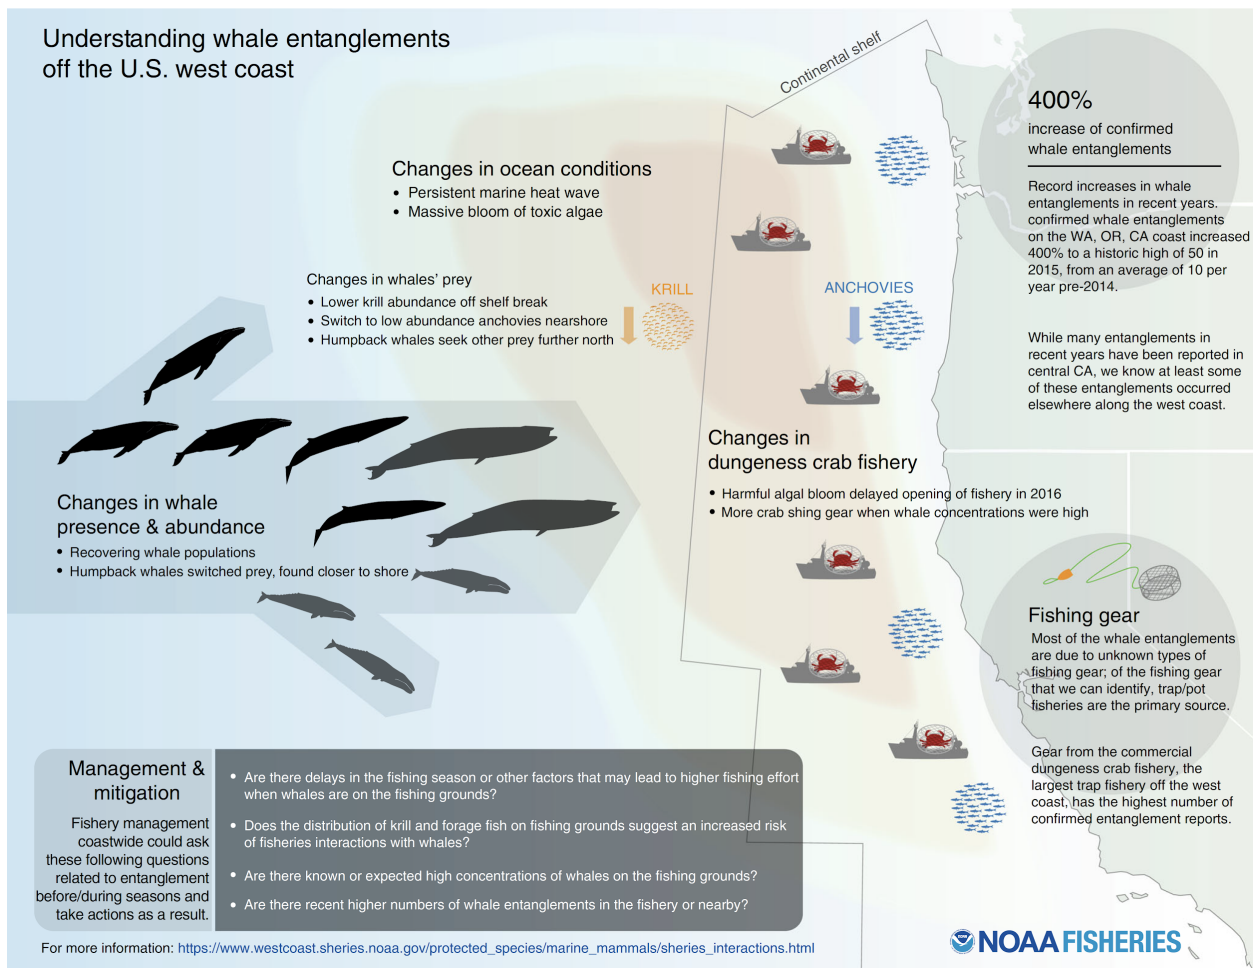 Understanding whale entanglements
off the U.S. west coast
Continental shelf
400%
increase of confirmed
whale entanglements
Record increases in whale
entanglements in recent years.
confirmed whale entanglements
on the WA, OR, CA coast increased
400% to a historic high of 50 in
2015, from an average of 10 per
year pre-2014.
While many entanglements in
recent years have been reported in
central CA, we know at least some
of these entanglements occurred
elsewhere along the west coast.
Changes in ocean conditions
• Persistent marine heat wave
• Massive bloom of toxic algae
Changes in whales' prey
• Lower krill abundance off shelf break
• Switch to low abundance anchovies nearshore
• Humpback whales seek other prey further north
KRILL
ANCHOVIES
Changes in
dungeness crab fishery
• Harmful algal bloom delayed opening of fishery in 2016
• More crab shing gear when whale concentrations were high
Changes in whale
presence & abundance
• Recovering whale populations
• Humpback whales switched prey, found closer to shore
Fishing gear
Most of the whale entanglements
are due to unknown types of
fishing gear; of the fishing gear
that we can identify, trap/pot
fisheries are the primary source.
Gear from the commercial
dungeness crab fishery, the
largest trap fishery off the west
coast, has the highest number of
confirmed entanglement reports.
Management &
mitigation
Fishery management
coastwide could ask
these following questions
related to entanglement
before/during seasons and
take actions as a result.
• Are there delays in the fishing season or other factors that may lead to higher fishing effort
when whales are on the fishing grounds?
• Does the distribution of krill and forage fish on fishing grounds suggest an increased risk
of fisheries interactions with whales?
• Are there known or expected high concentrations of whales on the fishing grounds?
• Are there recent higher numbers of whale entanglements in the fishery or nearby?
For more information: https://www.westcoast.sheries.noaa.gov/protected_species/marine_mammals/sheries_interactions.html
NOAA FISHERIES